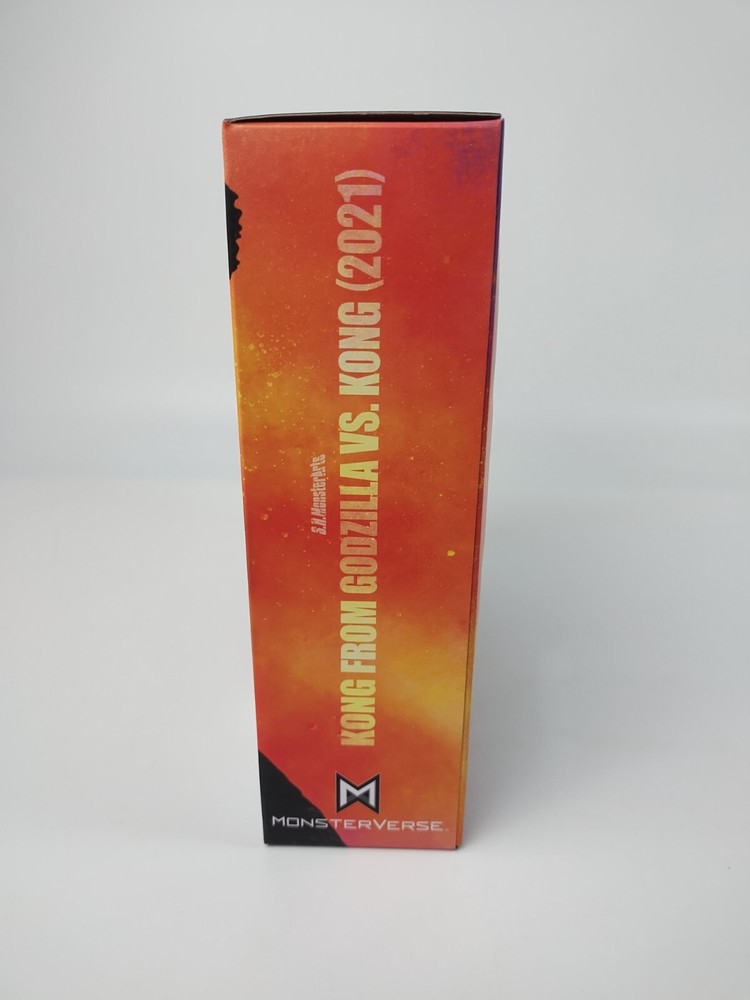 S.H.MonsterArts
KONG FROM GODZILLA VS. KONG (2021)
M
MONSTERVERSE